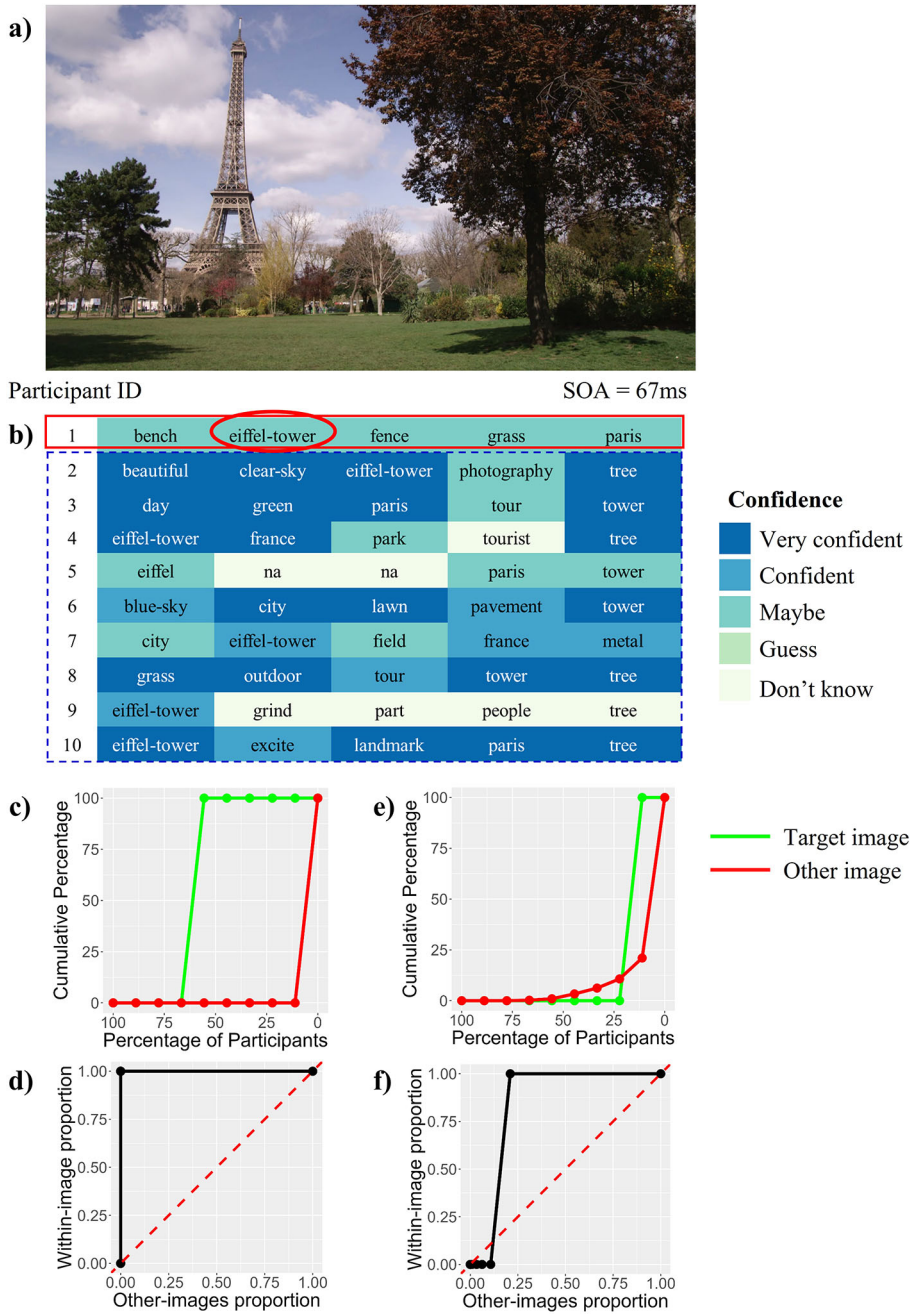 a)
Participant ID SOA = 67ms
b)
1 bench eiffel-tower fence grass paris
2 beautiful clear-sky eiffel-tower photography tree
3 day green paris tour tower
4 eiffel-tower france park tourist tree
5 eiffel na na paris tower
6 blue-sky city lawn pavement tower
7 city eiffel-tower field france metal
8 grass outdoor tour tower tree
9 eiffel-tower grind part people tree
10 eiffel-tower excite landmark paris tree
Confidence
Very confident
Confident
Maybe
Guess
Don't know
c)
Cumulative Percentage
100
75
50
25
0
100 75 50 25 0
Percentage of Participants
e)
Cumulative Percentage
100
75
50
25
0
100 75 50 25 0
Percentage of Participants
Target image
Other image
d)
Within-image proportion
1.00
0.75
0.50
0.25
0.00
0.00 0.25 0.50 0.75 1.00
Other-images proportion
f)
Within-image proportion
1.00
0.75
0.50
0.25
0.00
0.00 0.25 0.50 0.75 1.00
Other-images proportion